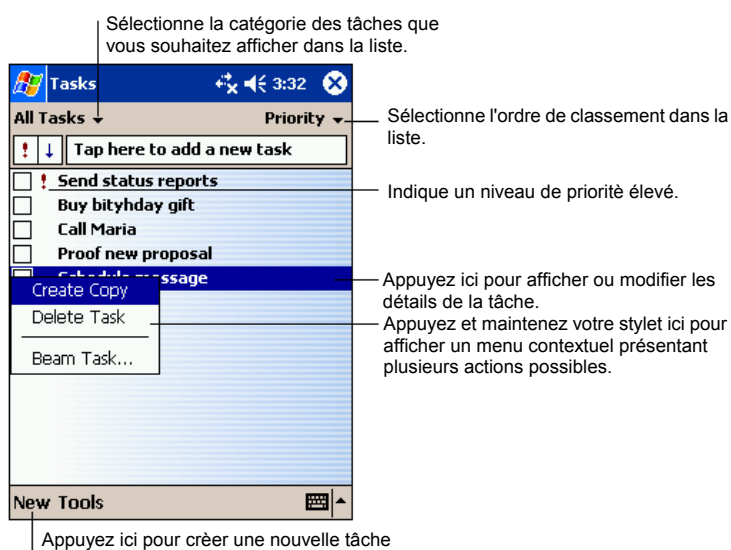 Sélectionne la catégorie des tâches que
vous souhaitez afficher dans la liste.
Tasks 3:32
All Tasks Priority
Sélectionne l'ordre de classement dans la
liste.
! ↓ Tap here to add a new task
! Send status reports
Indique un niveau de prioritè élevé.
Buy bityhday gift
Call Maria
Proof new proposal
ssage
Appuyez ici pour afficher ou modifier les
détails de la tâche.
Create Copy
Delete Task
Beam Task...
Appuyez et maintenez votre stylet ici pour
afficher un menu contextuel présentant
plusieurs actions possibles.
New Tools
Appuyez ici pour crèer une nouvelle tâche